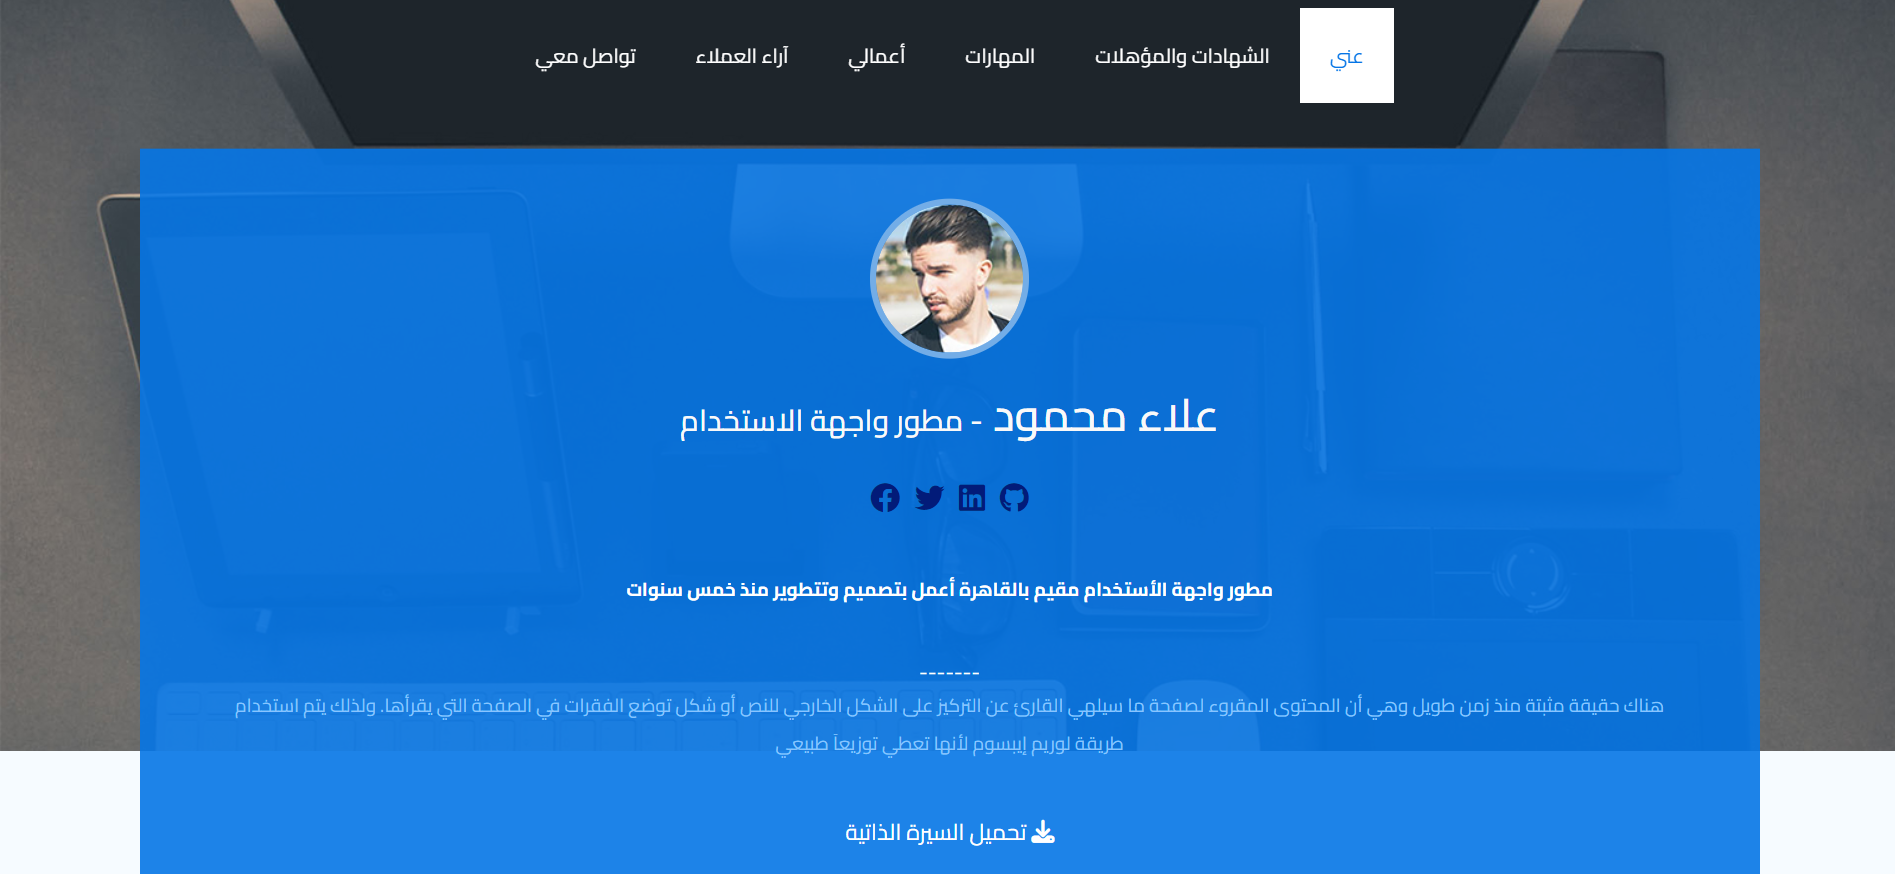 عني الشهادات والمؤهلات المهارات أعمالي آراء العملاء تواصل معي
علاء محمود - مطور واجهة الاستخدام
مطور واجهة الأستخدام مقيم بالقاهرة أعمل بتصميم وتتطوير منذ خمس سنوات
-------
هناك حقيقة مثبتة منذ زمن طويل وهي أن المحتوى المقروء لصفحة ما سيلهي القارئ عن التركيز على الشكل الخارجي للنص أو شكل توضع الفقرات في الصفحة التي يقرأها. ولذلك يتم استخدام
طريقة لوريم إيبسوم لأنها تعطي توزيعاَ طبيعي
تحميل السيرة الذاتية